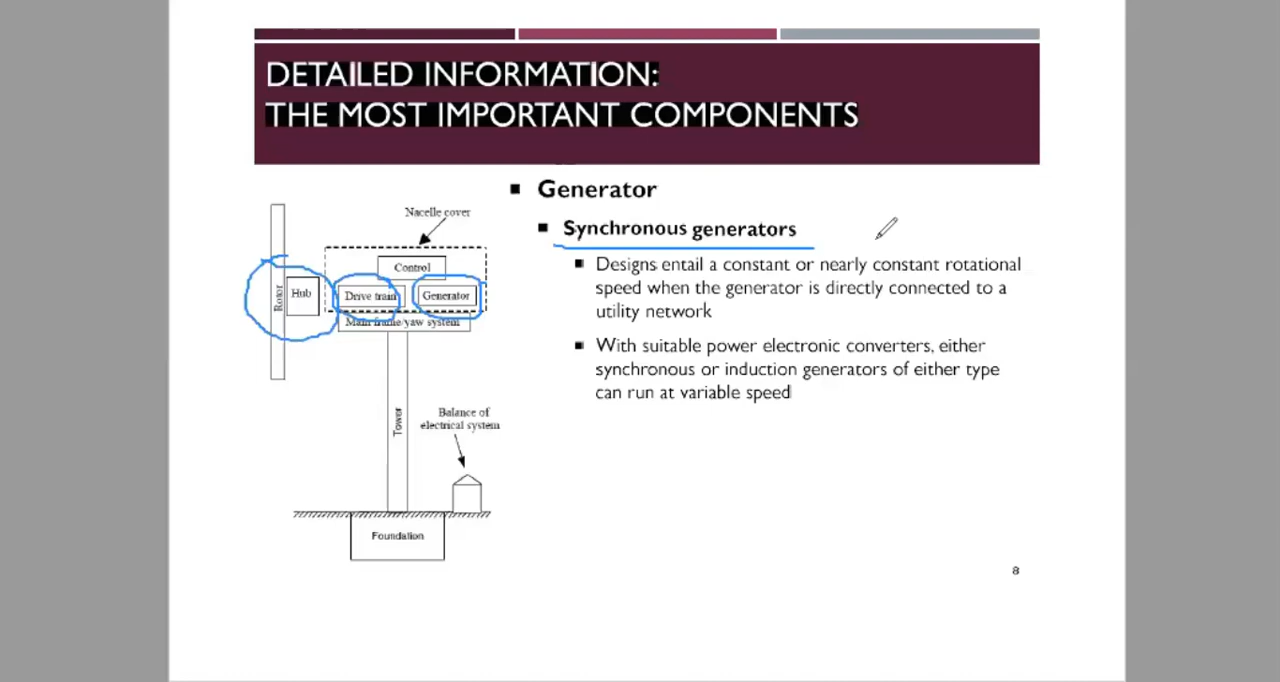 DETAILED INFORMATION:
THE MOST IMPORTANT COMPONENTS
Generator
Synchronous generators
Designs entail a constant or nearly constant rotational
speed when the generator is directly connected to a
utility network
With suitable power electronic converters, either
synchronous or induction generators of either type
can run at variable speed
Nacelle cover
Control
Rotor
Hub
Drive train
Generator
Main frame/yaw system
Tower
Balance of
electrical system
Foundation
8